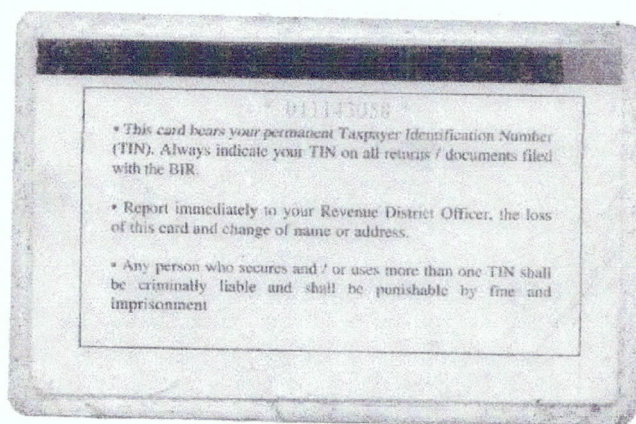 • This card bears your permanent Taxpayer Identification Number
(TIN). Always indicate your TIN on all returns / documents filed
with the BIR.
• Report immediately to your Revenue District Officer, the loss
of this card and change of name or address.
• Any person who secures and / or uses more than one TIN shall
be criminally liable and shall be punishable by fine and
imprisonment